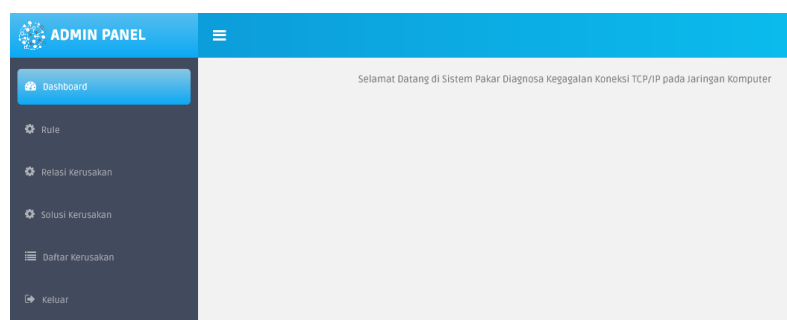 ADMIN PANEL
Selamat Datang di Sistem Pakar Diagnosa Kegagalan Koneksi TCP/IP pada Jaringan Komputer
Dashboard
Rule
Relasi Kerusakan
Solusi Kerusakan
Daftar Kerusakan
Keluar